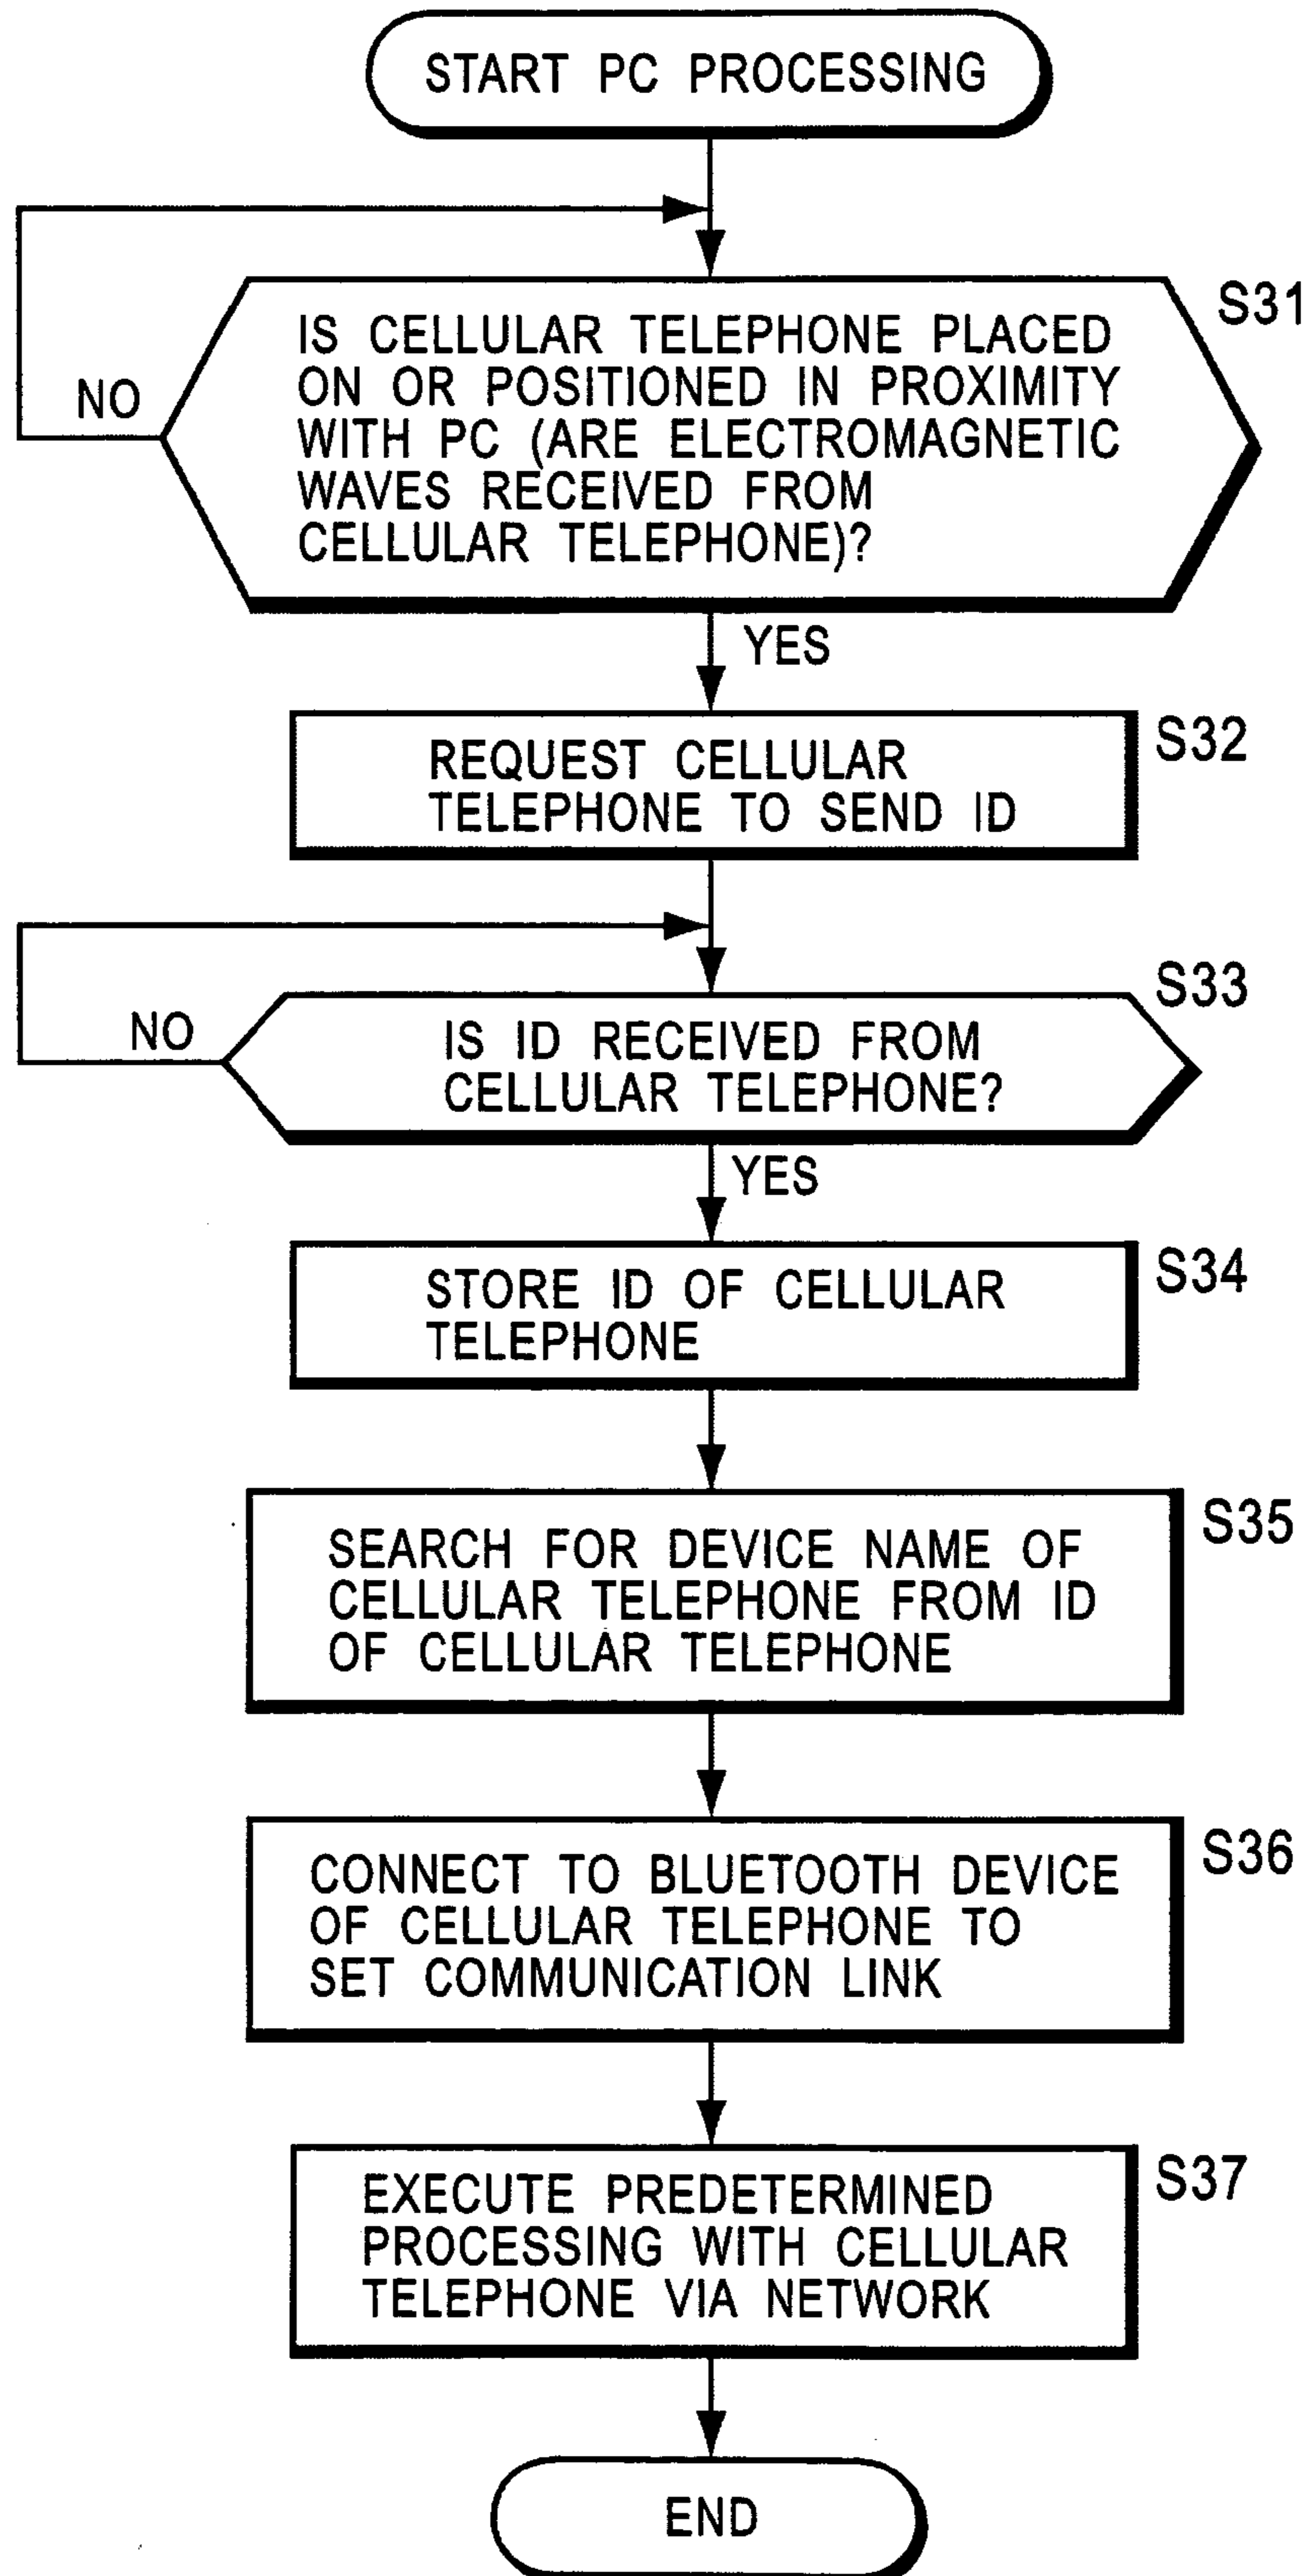 START PC PROCESSING
S31
IS CELLULAR TELEPHONE PLACED
ON OR POSITIONED IN PROXIMITY
WITH PC (ARE ELECTROMAGNETIC
WAVES RECEIVED FROM
CELLULAR TELEPHONE)?
NO
YES
S32
REQUEST CELLULAR
TELEPHONE TO SEND ID
S33
IS ID RECEIVED FROM
CELLULAR TELEPHONE?
NO
YES
S34
STORE ID OF CELLULAR
TELEPHONE
S35
SEARCH FOR DEVICE NAME OF
CELLULAR TELEPHONE FROM ID
OF CELLULAR TELEPHONE
S36
CONNECT TO BLUETOOTH DEVICE
OF CELLULAR TELEPHONE TO
SET COMMUNICATION LINK
S37
EXECUTE PREDETERMINED
PROCESSING WITH CELLULAR
TELEPHONE VIA NETWORK
END